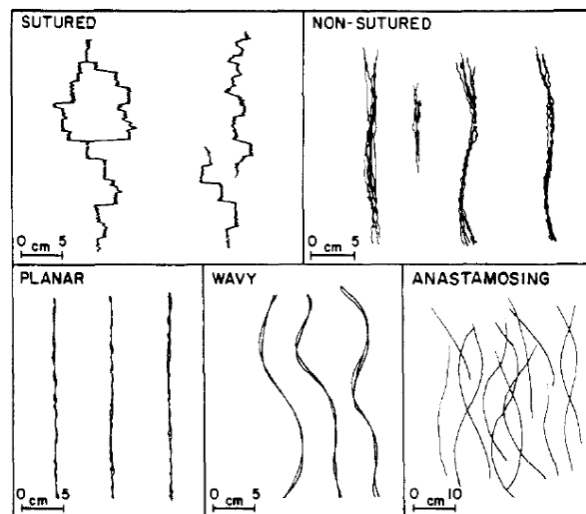 SUTURED
0 cm 5
NON-SUTURED
0 cm 5
PLANAR
0 cm 5
WAVY
0 cm 5
ANASTAMOSING
0 cm 10